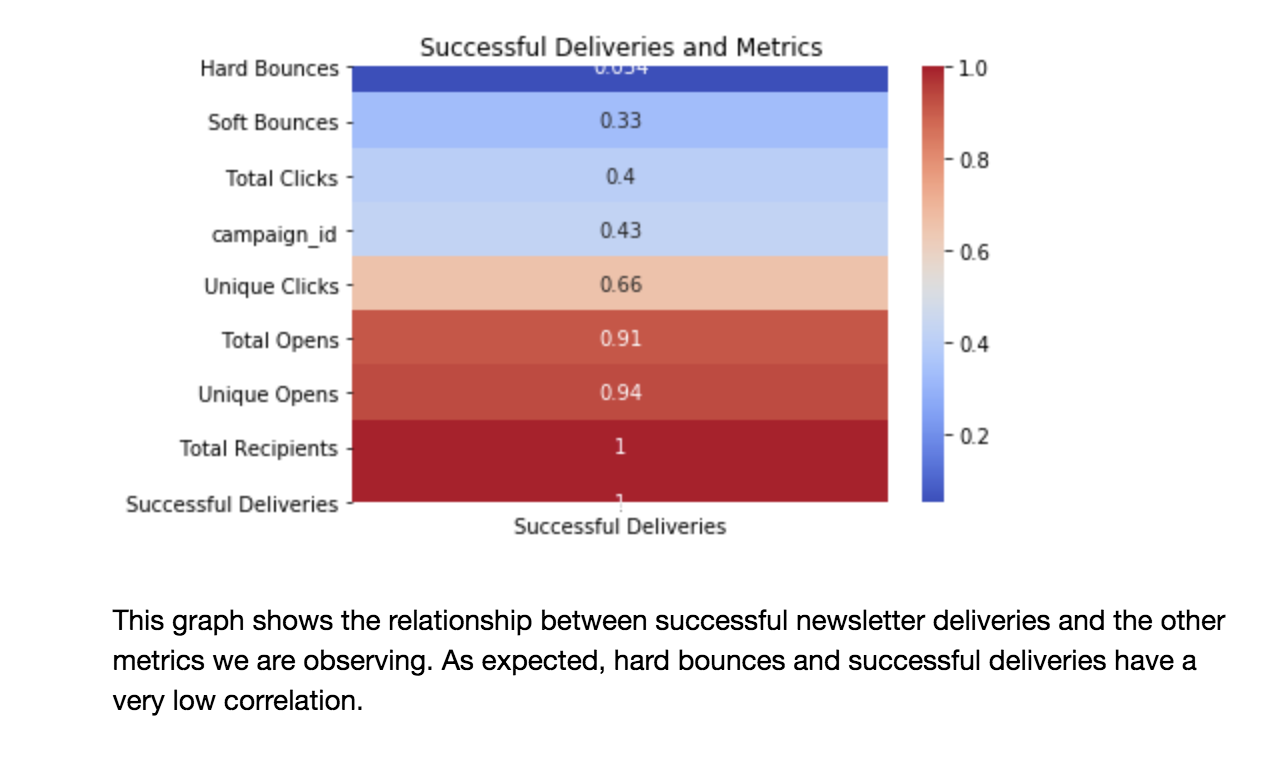 Successful Deliveries and Metrics
Hard Bounces
1.0
Soft Bounces 0.33
0.8
Total Clicks 0.4
campaign_id 0.43
0.6
Unique Clicks 0.66
Total Opens 0.91
0.4
Unique Opens 0.94
0.2
Total Recipients 1
Successful Deliveries 1
Successful Deliveries
This graph shows the relationship between successful newsletter deliveries and the other
metrics we are observing. As expected, hard bounces and successful deliveries have a
very low correlation.